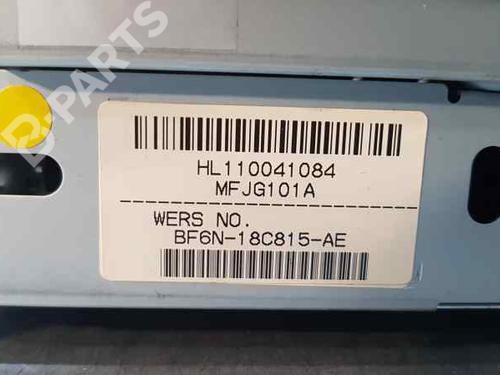 B-PARTS
HL110041084
MFJG101A
WERS NO.
BF6N-18C815-AE